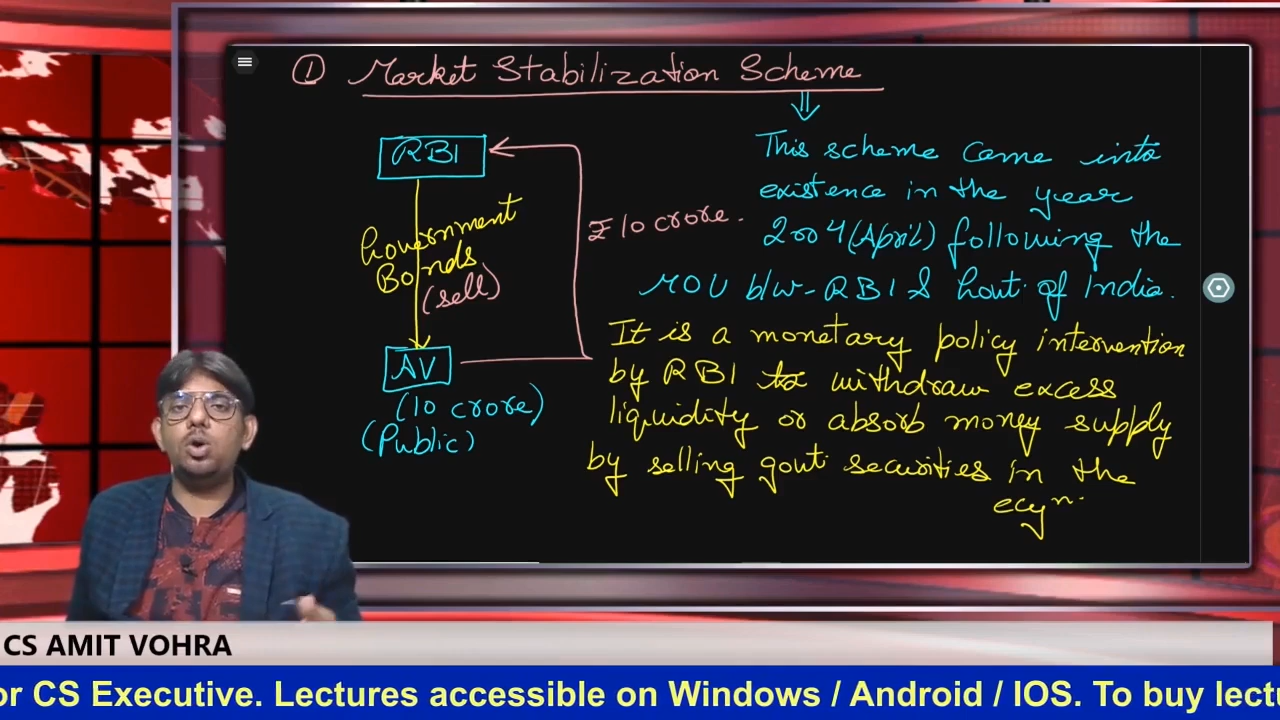 ① Market Stabilization Scheme
RBI
Government
Bonds
(sell)
AV
(10 crore)
(Public)
₹10 crore.
This scheme came into
existence in the year
2004 (April) following the
MOU b/w RBI & Govt. of India.
It is a monetary policy intervention
by RBI to withdraw excess
liquidity or absorb money supply
by selling govt. securities in the
CS AMIT VOHRA
or CS Executive. Lectures accessible on Windows / Android / IOS. To buy lectu